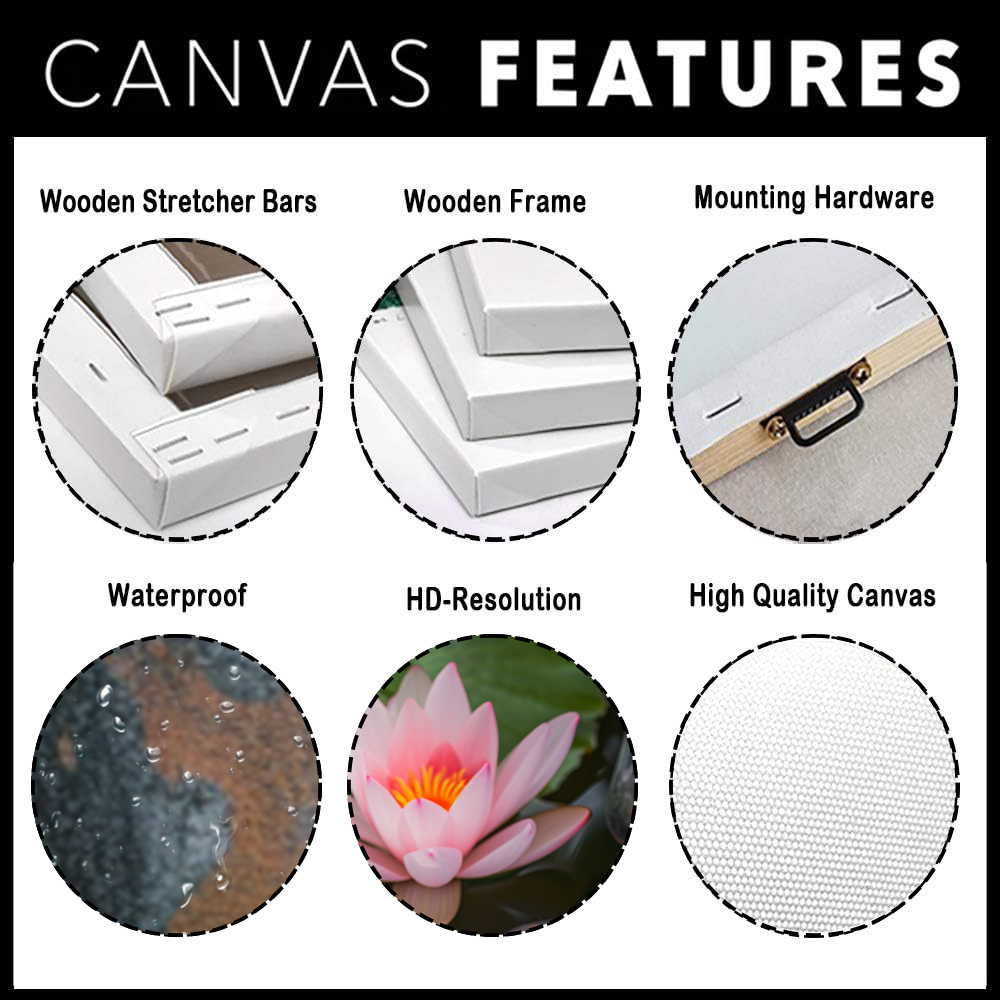 CANVAS FEATURES
Wooden Stretcher Bars
Wooden Frame
Mounting Hardware
Waterproof
HD-Resolution
High Quality Canvas